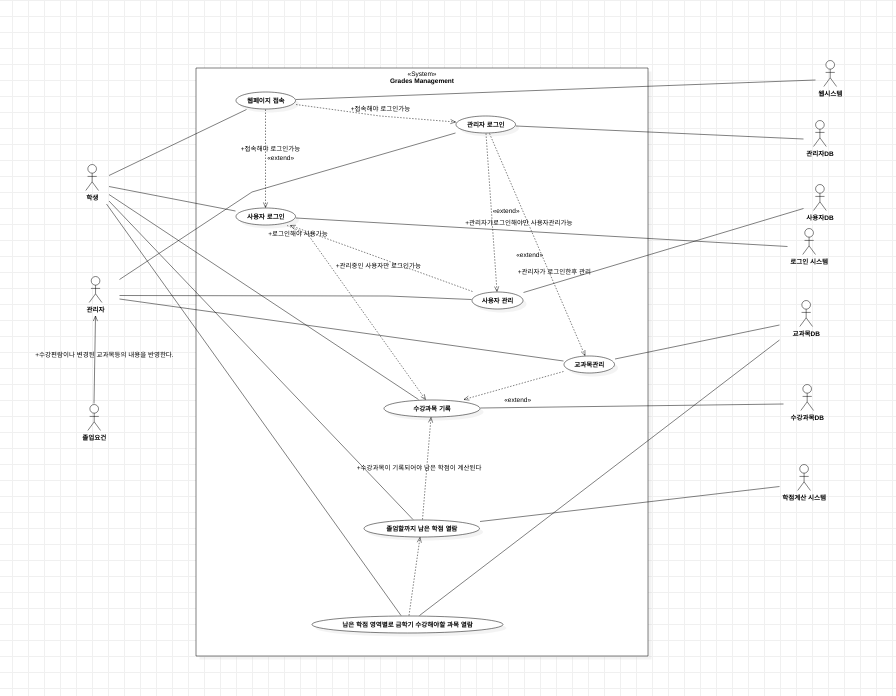 «System»
Grades Management
웹페이지 접속
+접속해야 로그인가능
관리자 로그인
웹시스템
관리자DB
+접속해야 로그인가능
«extend»
학생
사용자 로그인
«extend»
+관리자가로그인해야만 사용자관리가능
사용자DB
+로그인해야 사용가능
로그인 시스템
«extend»
+관리중인 사용자만 로그인가능
+관리자가 로그인한후 관리
관리자
사용자 관리
교과목DB
+수강편람이나 변경된 교과목등의 내용을 반영한다.
교과목관리
«extend»
수강과목 기록
수강과목DB
졸업요건
+수강과목이 기록되어야 남은 학점이 계산된다
학점계산 시스템
졸업할까지 남은 학점 열람
남은 학점 영역별로 금학기 수강해야할 과목 열람